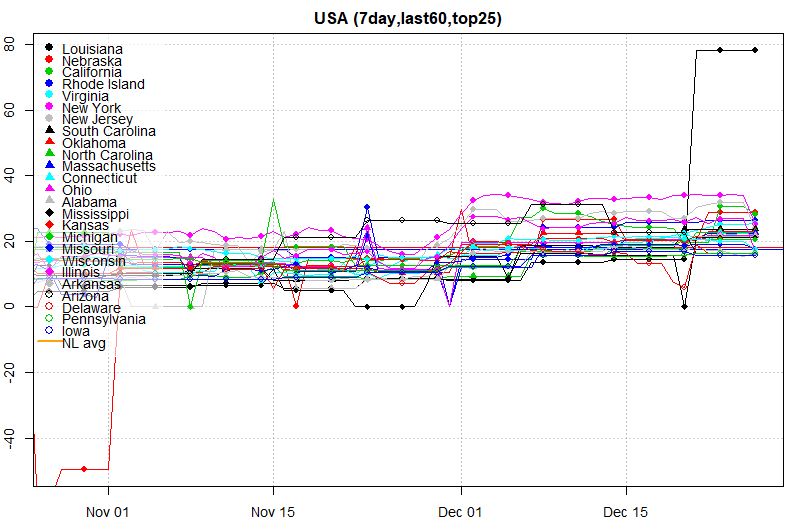 USA (7day,last60,top25)
80
60
40
20
0
-20
-40
Louisiana
Nebraska
California
Rhode Island
Virginia
New York
New Jersey
South Carolina
Oklahoma
North Carolina
Massachusetts
Connecticut
Ohio
Alabama
Mississippi
Kansas
Michigan
Missouri
Wisconsin
Illinois
Arkansas
Arizona
Delaware
Pennsylvania
Iowa
NL avg
Nov 01
Nov 15
Dec 01
Dec 15